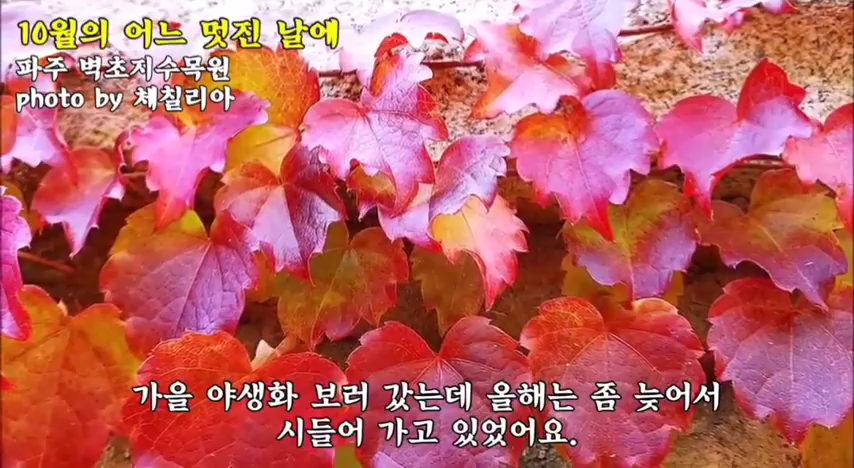 10월의 어느 멋진 날에
파주 벽초지수목원
photo by 체칠리아
가을 야생화 보러 갔는데 올해는 좀 늦어서
시들어 가고 있었어요.